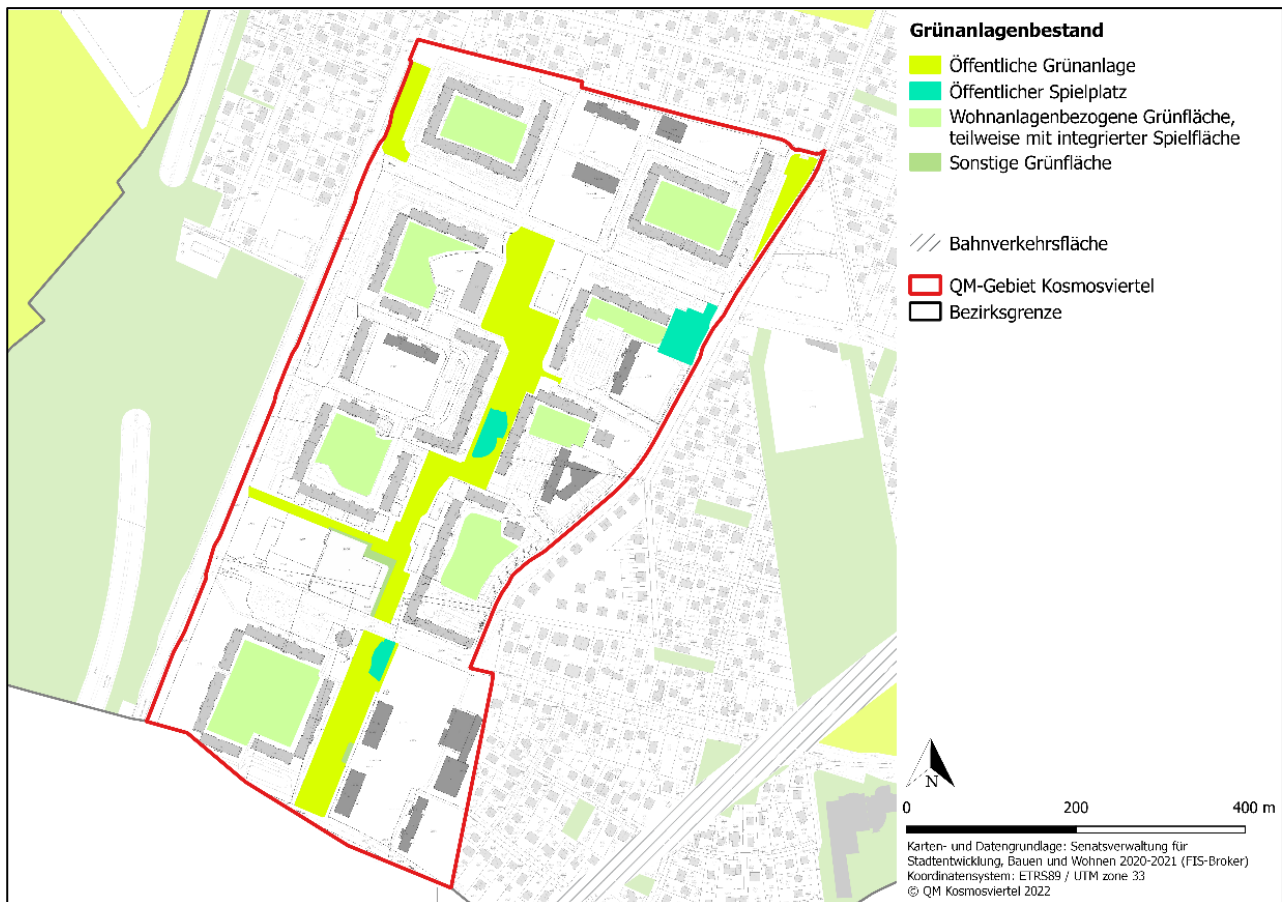 Grünanlagenbestand
Öffentliche Grünanlage
Öffentlicher Spielplatz
Wohnanlagenbezogene Grünfläche,
teilweise mit integrierter Spielfläche
Sonstige Grünfläche
Bahnverkehrsfläche
QM-Gebiet Kosmosviertel
Bezirksgrenze
N
0 200 400 m
Karten- und Datengrundlage: Senatsverwaltung für
Stadtentwicklung, Bauen und Wohnen 2020-2021 (FIS-Broker)
Koordinatensystem: ETRS89 / UTM zone 33
© QM Kosmosviertel 2022